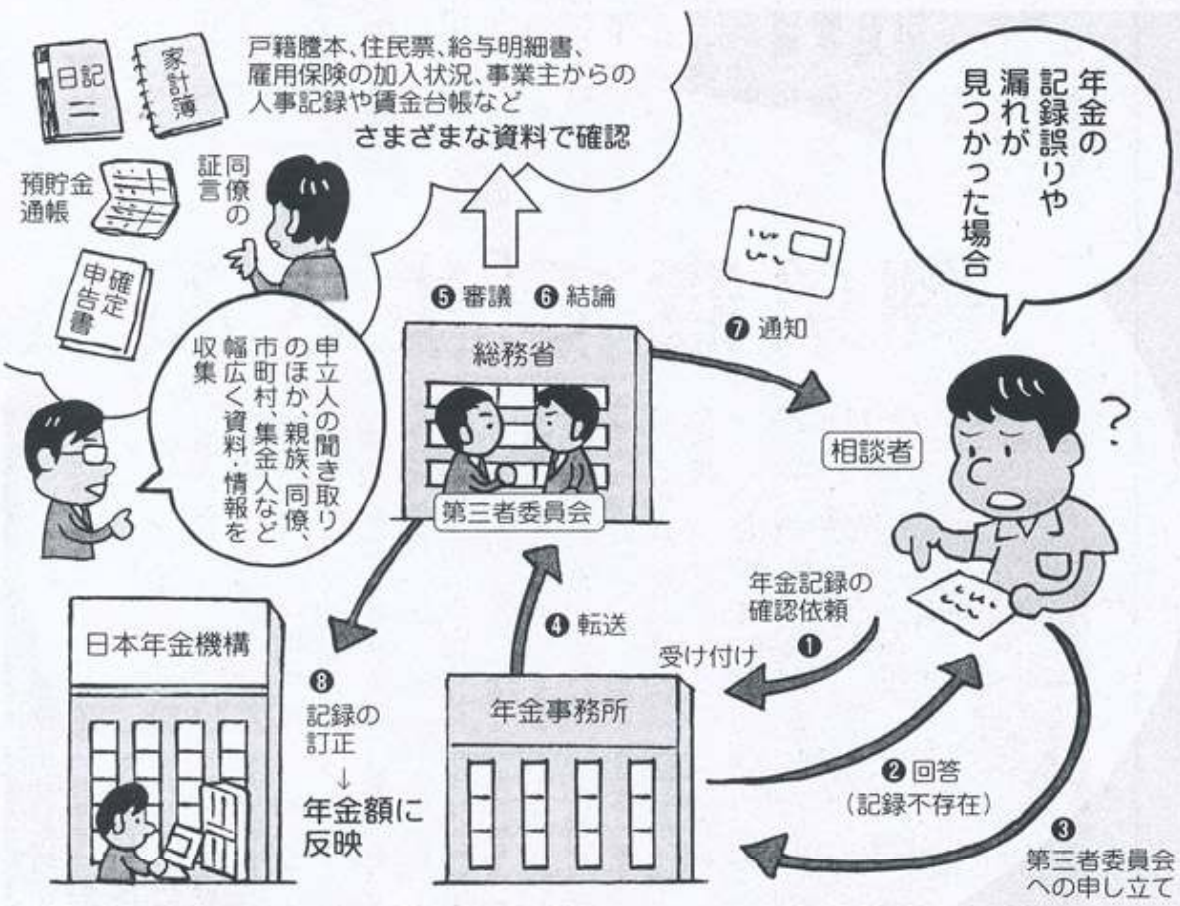 年金の
記録誤りや
漏れが
見つかった場合
戸籍謄本、住民票、給与明細書、
雇用保険の加入状況、事業主からの
人事記録や賃金台帳など
さまざまな資料で確認
日記
二
家計簿
預貯金
通帳
同僚の
証言
確定
申告書
申立人の聞き取り
のほか、親族、同僚、
市町村、集金人など
幅広く資料・情報を
収集
❺ 審議 ❻ 結論
総務省
第三者委員会
❼ 通知
相談者
?
年金記録の
確認依頼
❶
受け付け
❹ 転送
年金事務所
❷ 回答
(記録不存在)
❸
第三者委員会
への申し立て
日本年金機構
❽
記録の
訂正
↓
年金額に
反映